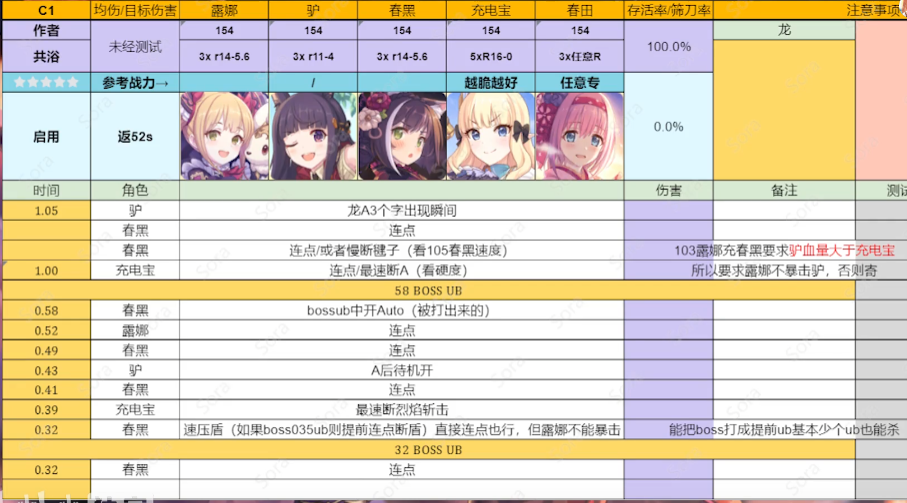 C1 均伤/目标伤害 露娜 驴 春黑 充电宝 春田 存活率/筛刀率 注意事项
作者 未经测试 154 154 154 154 154 100.0% 龙
共浴 3x r14-5.6 3x r11-4 3x r14-5.6 5xR16-0 3x任意R
参考战力→ / 越脆越好 任意专
启用 返52s 0.0%
时间 角色 伤害 备注 测试
1.05 驴 龙A3个字出现瞬间
春黑 连点
春黑 连点/或者慢断毽子（看105春黑速度） 103露娜充春黑要求驴血量大于充电宝
1.00 充电宝 连点/最速断A（看硬度） 所以要求露娜不暴击驴，否则寄
58 BOSS UB
0.58 春黑 bossub中开Auto（被打出来的）
0.52 露娜 连点
0.49 春黑 连点
0.43 驴 A后待机开
0.41 春黑 连点
0.39 充电宝 最速断烈焰斩击
0.32 春黑 速压盾（如果boss035ub则提前连点断盾）直接连点也行，但露娜不能暴击 能把boss打成提前ub基本少个ub也能杀
32 BOSS UB
0.32 春黑 连点